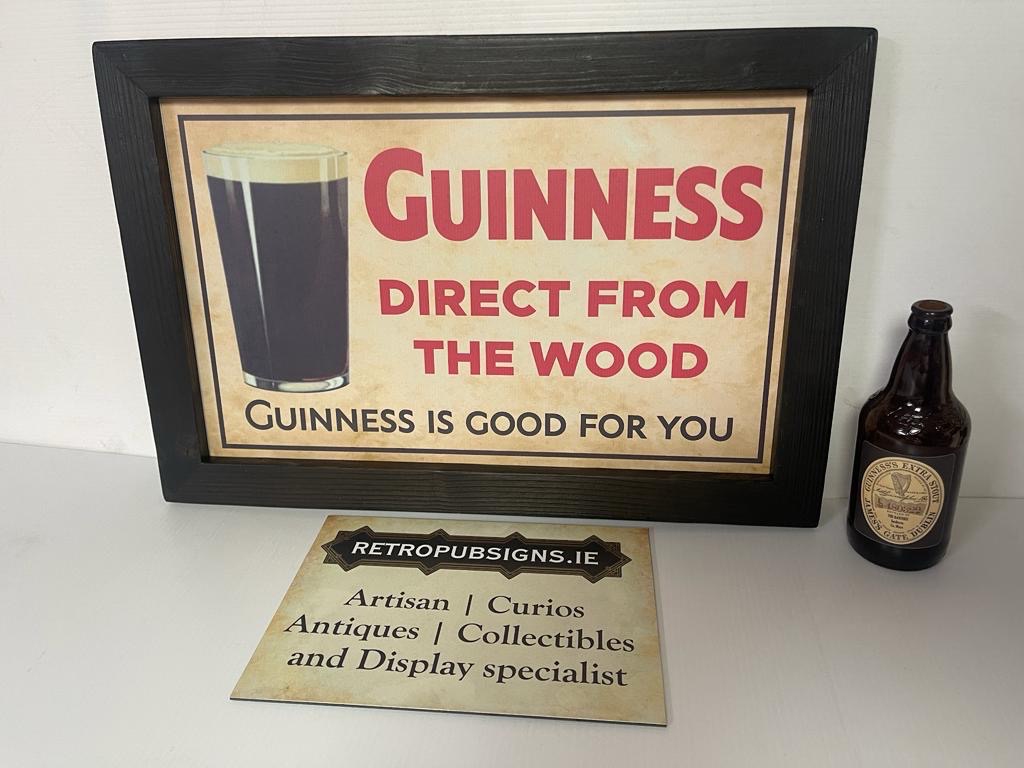 GUINNESS
DIRECT FROM
THE WOOD
GUINNESS IS GOOD FOR YOU
RETROPUBSIGNS.IE
Artisan | Curios
Antiques | Collectibles
and Display specialist
GUINNESS'S EXTRA STOUT
JAMES'S GATE DUBLIN